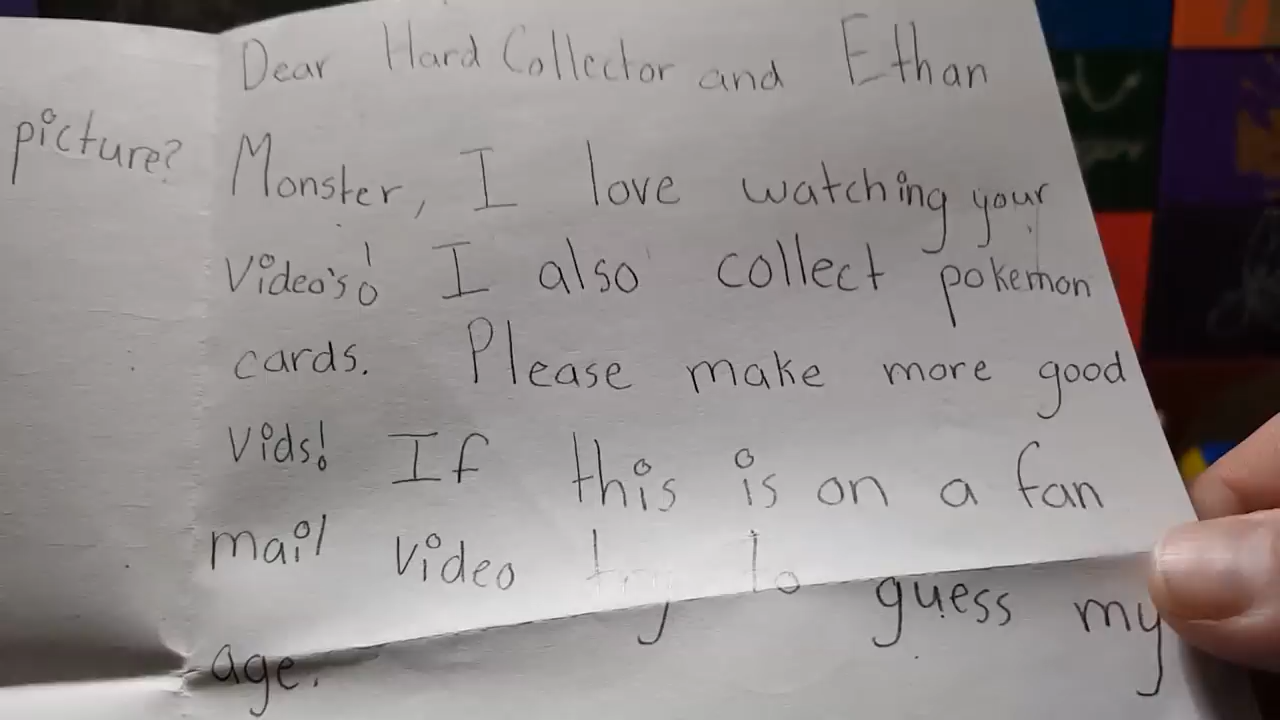 picture?
Dear Hard Collector and Ethan
Monster, I love watching your
Video's! I also collect pokemon
cards. Please make more good
Vids! If this is on a fan
mail Video try to guess my
age.